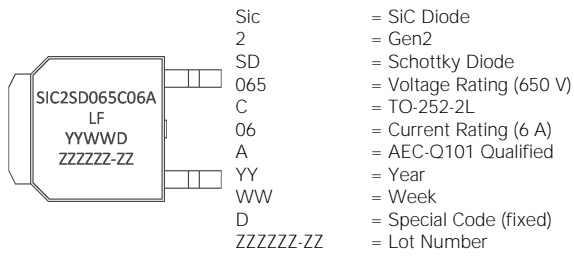 SIC2SD065C06A
LF
YYWWD
ZZZZZZ-ZZ
Sic = SiC Diode
2 = Gen2
SD = Schottky Diode
065 = Voltage Rating (650 V)
C = TO-252-2L
06 = Current Rating (6 A)
A = AEC-Q101 Qualified
YY = Year
WW = Week
D = Special Code (fixed)
ZZZZZZ-ZZ = Lot Number